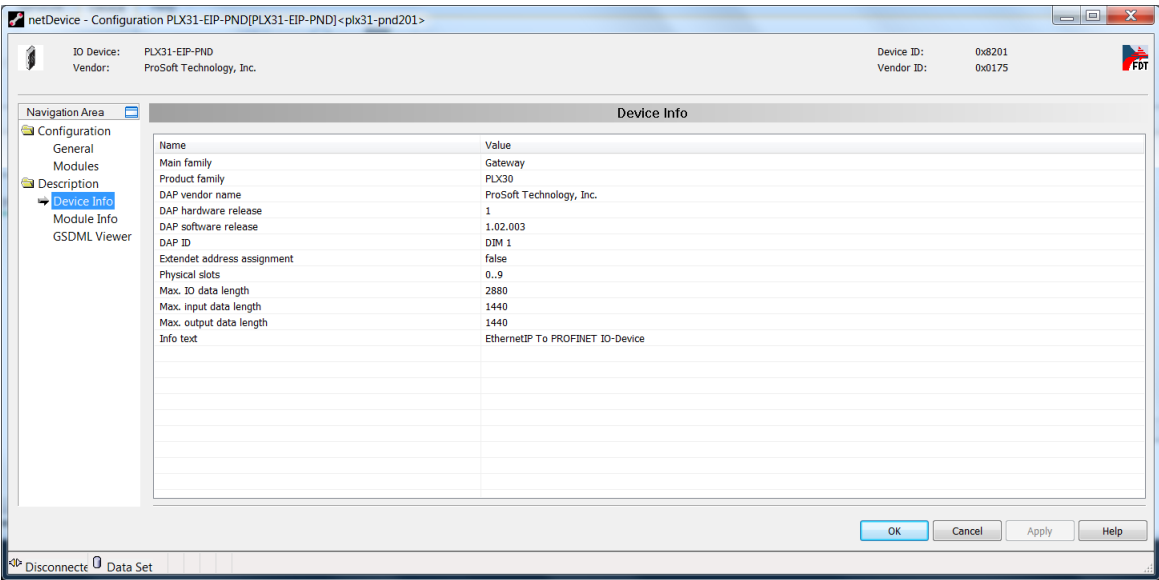 netDevice - Configuration PLX31-EIP-PND[PLX31-EIP-PND]<plx31-pnd201>
IO Device: PLX31-EIP-PND Device ID: 0x8201
Vendor: ProSoft Technology, Inc. Vendor ID: 0x0175
FDT
Navigation Area
Configuration
General
Modules
Description
Device Info
Module Info
GSDML Viewer
Device Info
Name Value
Main family Gateway
Product family PLX30
DAP vendor name ProSoft Technology, Inc.
DAP hardware release 1
DAP software release 1.02.003
DAP ID DIM 1
Extendet address assignment false
Physical slots 0..9
Max. IO data length 2880
Max. input data length 1440
Max. output data length 1440
Info text EthernetIP To PROFINET IO-Device
OK Cancel Apply Help
Disconnecte Data Set